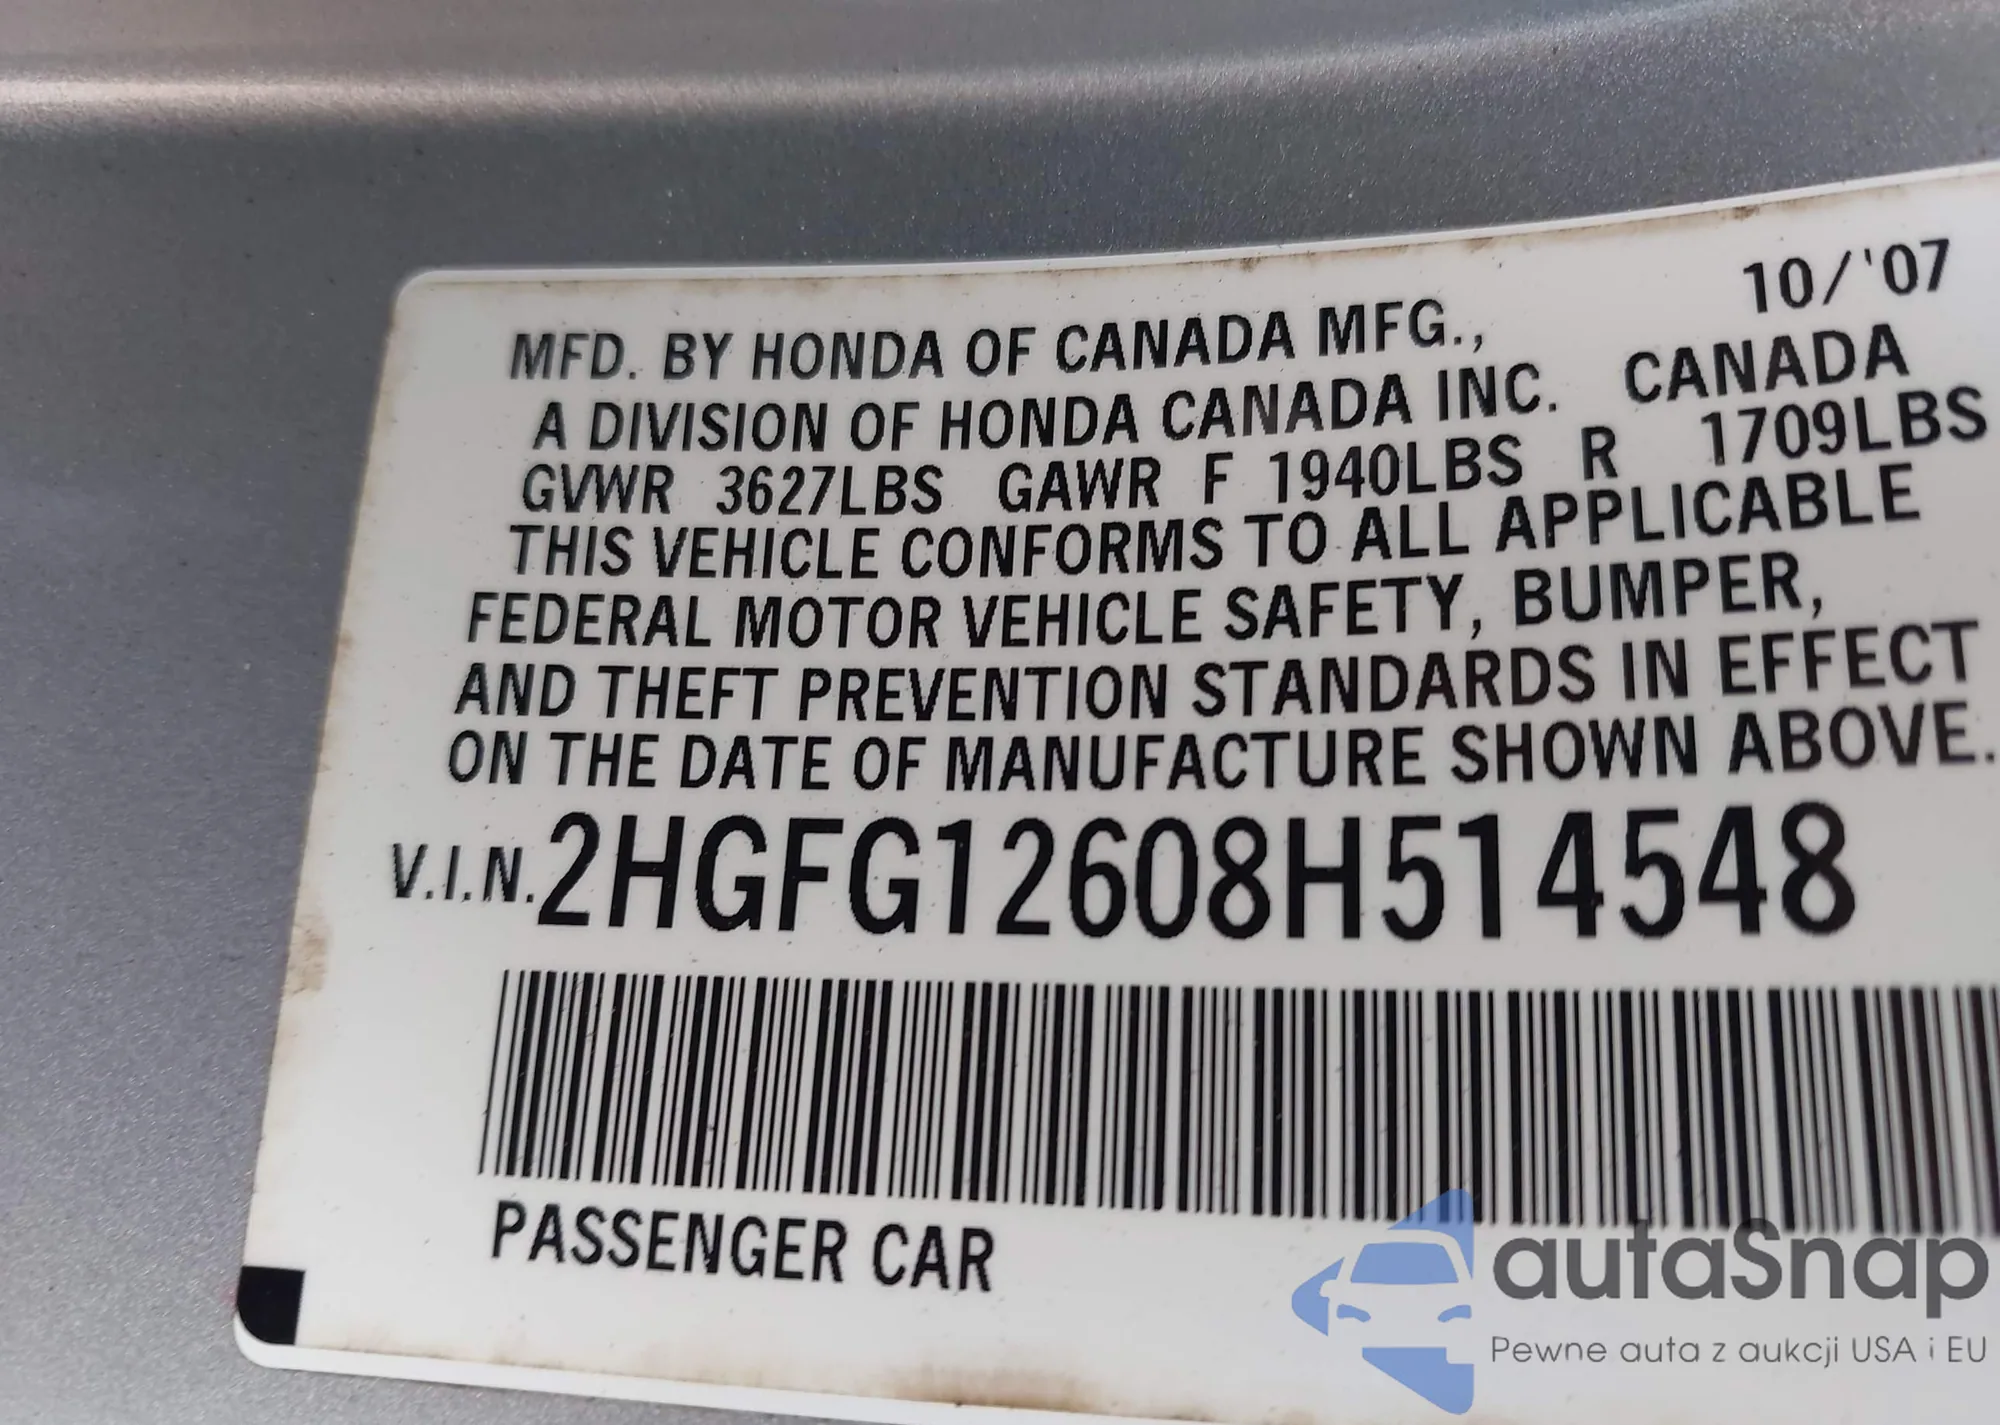 10/'07
MFD. BY HONDA OF CANADA MFG.,
A DIVISION OF HONDA CANADA INC. CANADA
GVWR 3627LBS GAWR F 1940LBS R 1709LBS
THIS VEHICLE CONFORMS TO ALL APPLICABLE
FEDERAL MOTOR VEHICLE SAFETY, BUMPER,
AND THEFT PREVENTION STANDARDS IN EFFECT
ON THE DATE OF MANUFACTURE SHOWN ABOVE.
V.I.N. 2HGFG12608H514548
PASSENGER CAR
autaSnap
Pewne auta z aukcji USA i EU